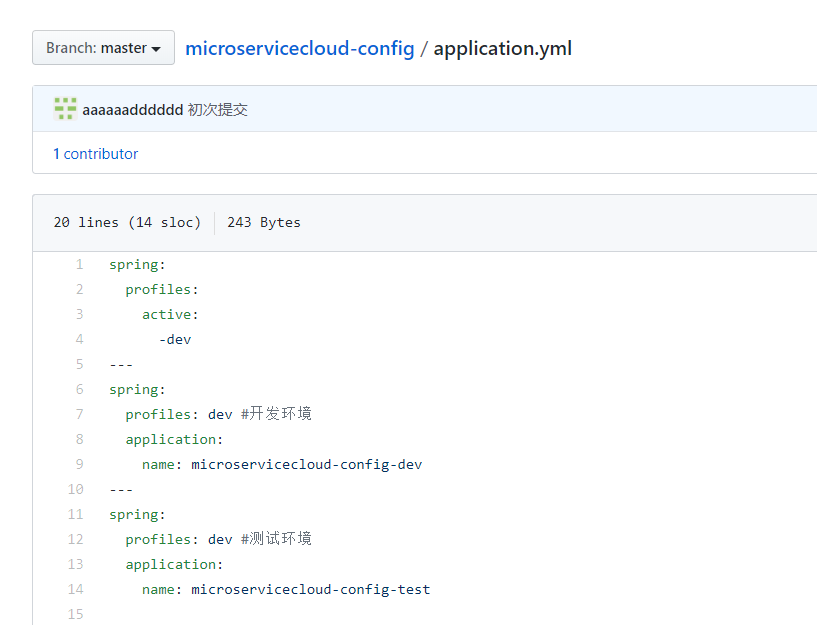 Branch: master
microservicecloud-config / application.yml
aaaaaadddddd 初次提交
1 contributor
20 lines (14 sloc) 243 Bytes
1 spring:
2 profiles:
3 active:
4 -dev
5 ---
6 spring:
7 profiles: dev #开发环境
8 application:
9 name: microservicecloud-config-dev
10 ---
11 spring:
12 profiles: dev #测试环境
13 application:
14 name: microservicecloud-config-test
15